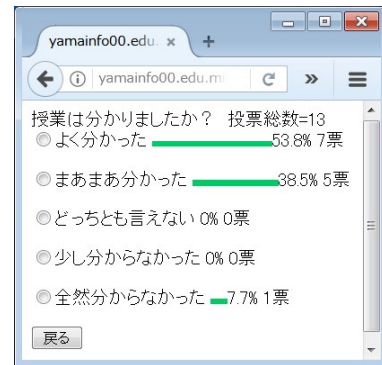 yamainfo00.edu.
yamainfo00.edu.m
授業は分かりましたか？ 投票総数=13
よく分かった 53.8% 7票
まあまあ分かった 38.5% 5票
どっちとも言えない 0% 0票
少し分からなかった 0% 0票
全然分からなかった 7.7% 1票
戻る